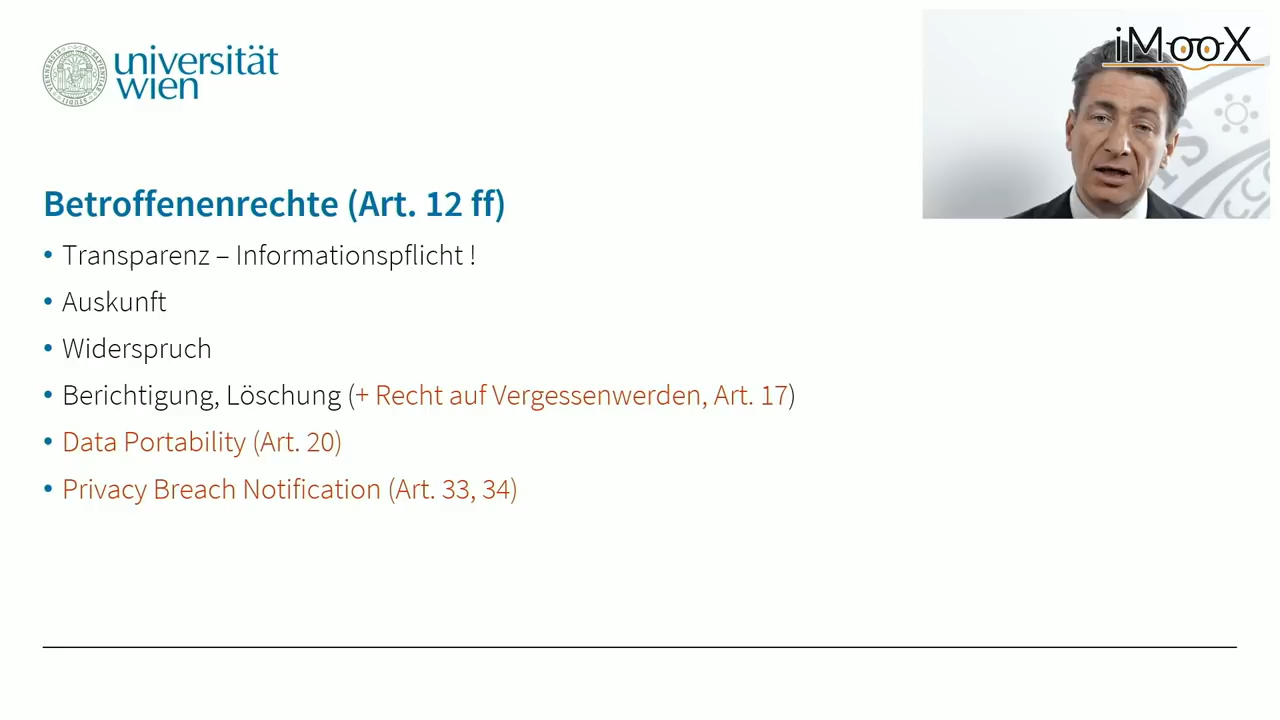 universität
wien
iMooX
Betroffenenrechte (Art. 12 ff)
• Transparenz – Informationspflicht !
• Auskunft
• Widerspruch
• Berichtigung, Löschung (+ Recht auf Vergessenwerden, Art. 17)
• Data Portability (Art. 20)
• Privacy Breach Notification (Art. 33, 34)